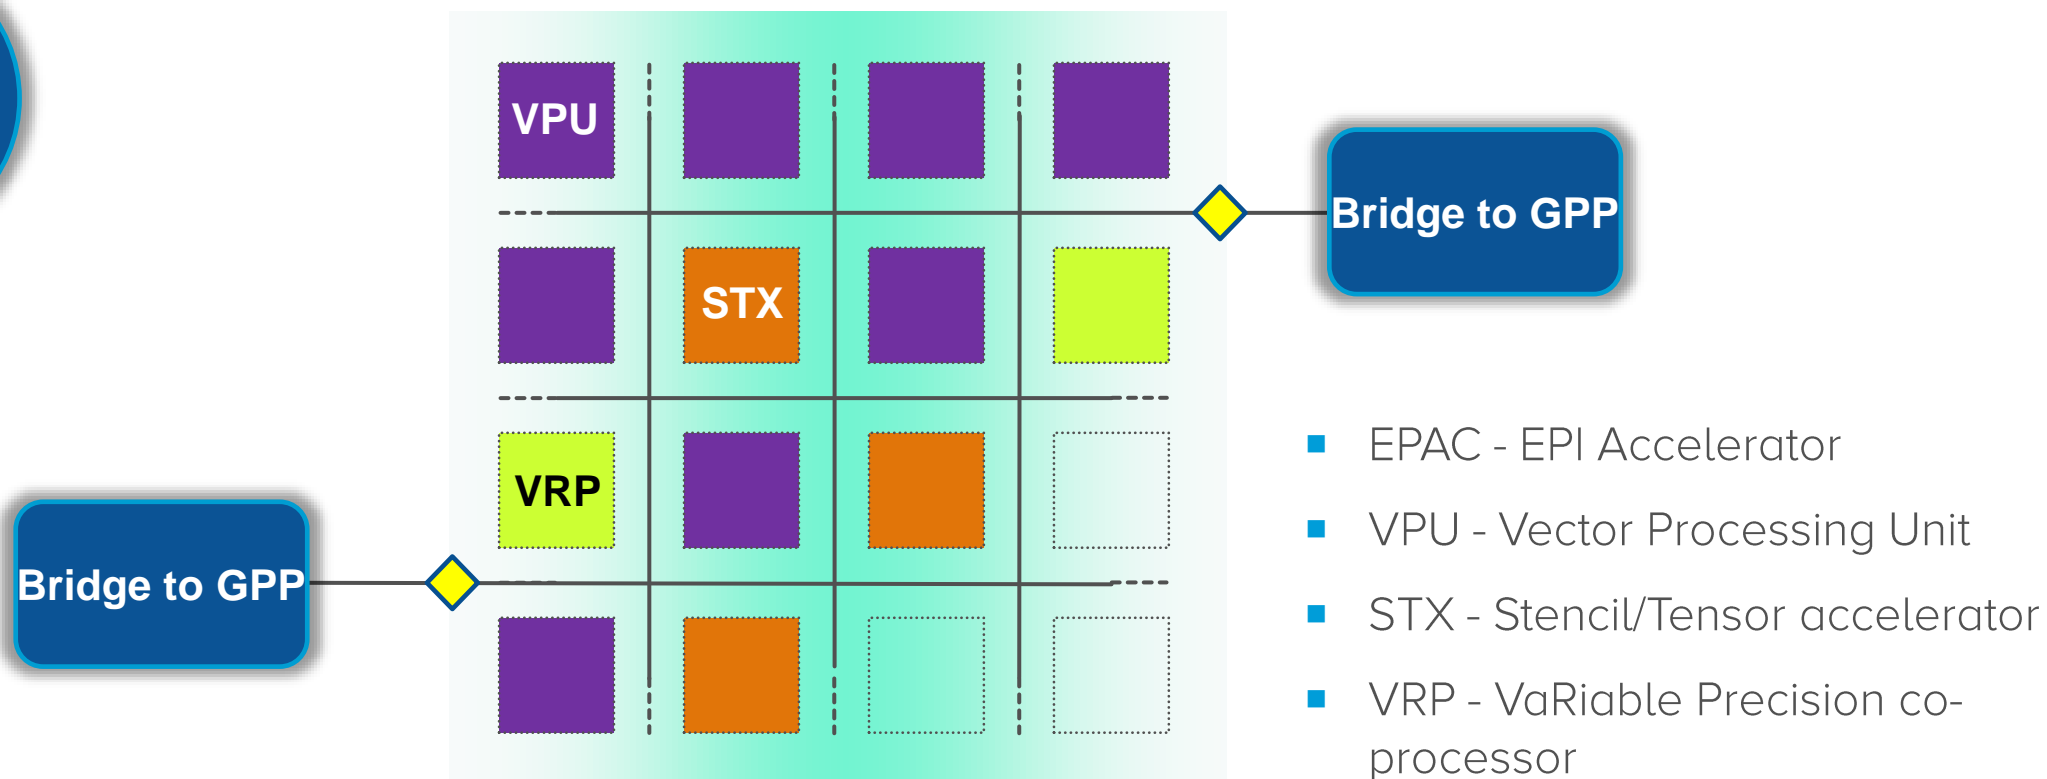 VPU
Bridge to GPP
STX
VRP
Bridge to GPP
EPAC - EPI Accelerator
VPU - Vector Processing Unit
STX - Stencil/Tensor accelerator
VRP - VaRiable Precision co-
processor